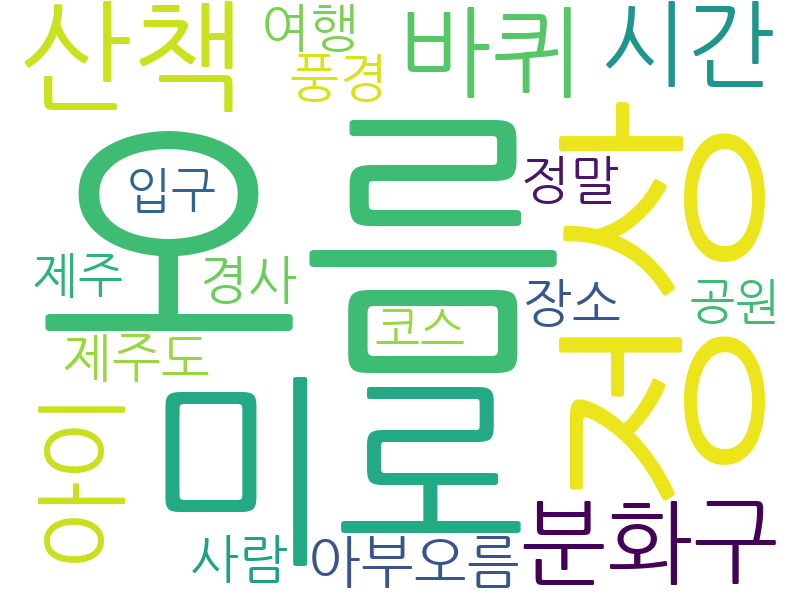 산책
여행
풍경
바퀴
시간
오름
입구
정말
정상
제주
경사
코스
장소
공원
제주도
미로
아이
사람
아부오름
분화구